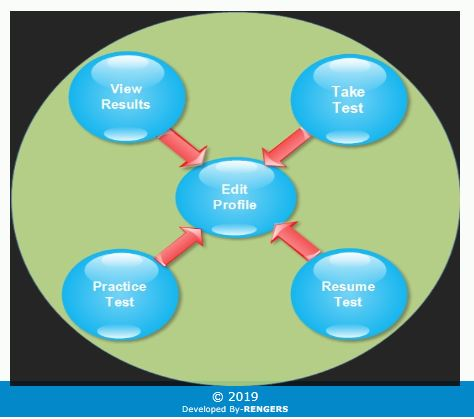 View
Results
Take
Test
Edit
Profile
Practice
Test
Resume
Test
© 2019
Developed By-RENGERS